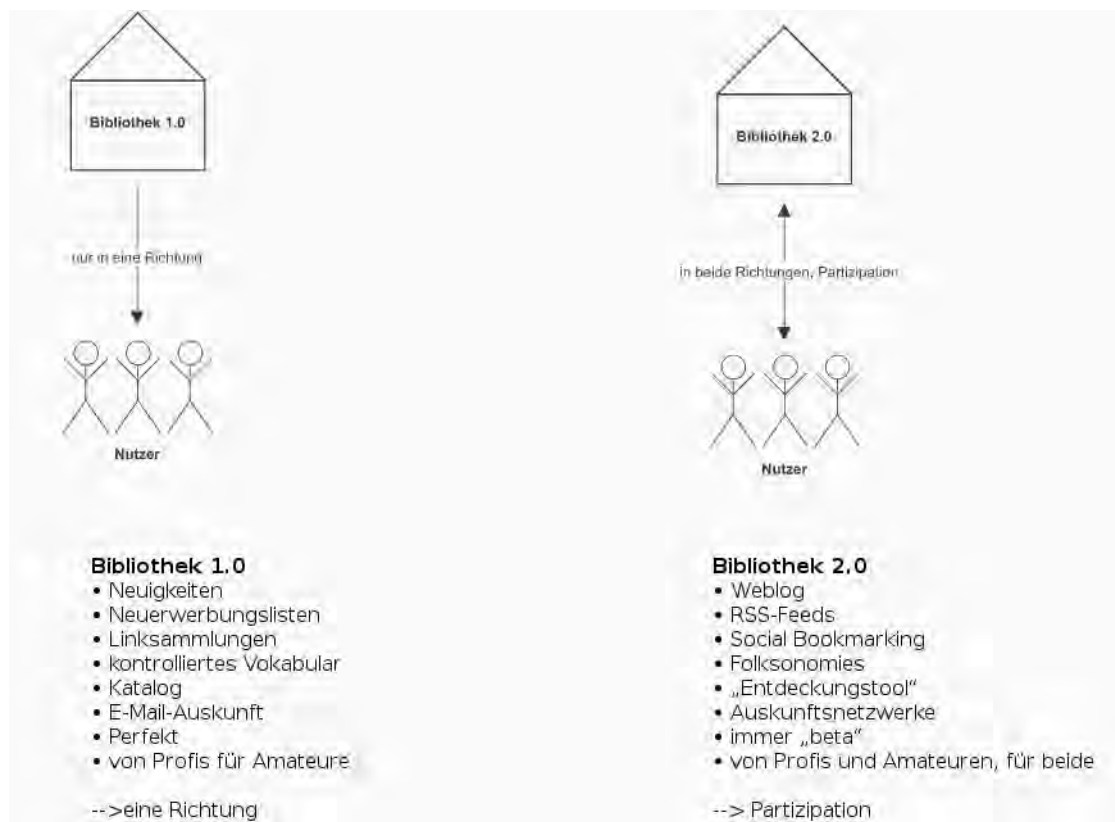 Bibliothek 1.0
nur in eine Richtung
Nutzer
Bibliothek 1.0
• Neuigkeiten
• Neuerwerbungslisten
• Linksammlungen
• kontrolliertes Vokabular
• Katalog
• E-Mail-Auskunft
• Perfekt
• von Profis für Amateure
-->eine Richtung
Bibliothek 2.0
in beide Richtungen, Partizipation
Nutzer
Bibliothek 2.0
• Weblog
• RSS-Feeds
• Social Bookmarking
• Folksonomies
• „Entdeckungstool“
• Auskunftsnetzwerke
• immer „beta“
• von Profis und Amateuren, für beide
--> Partizipation